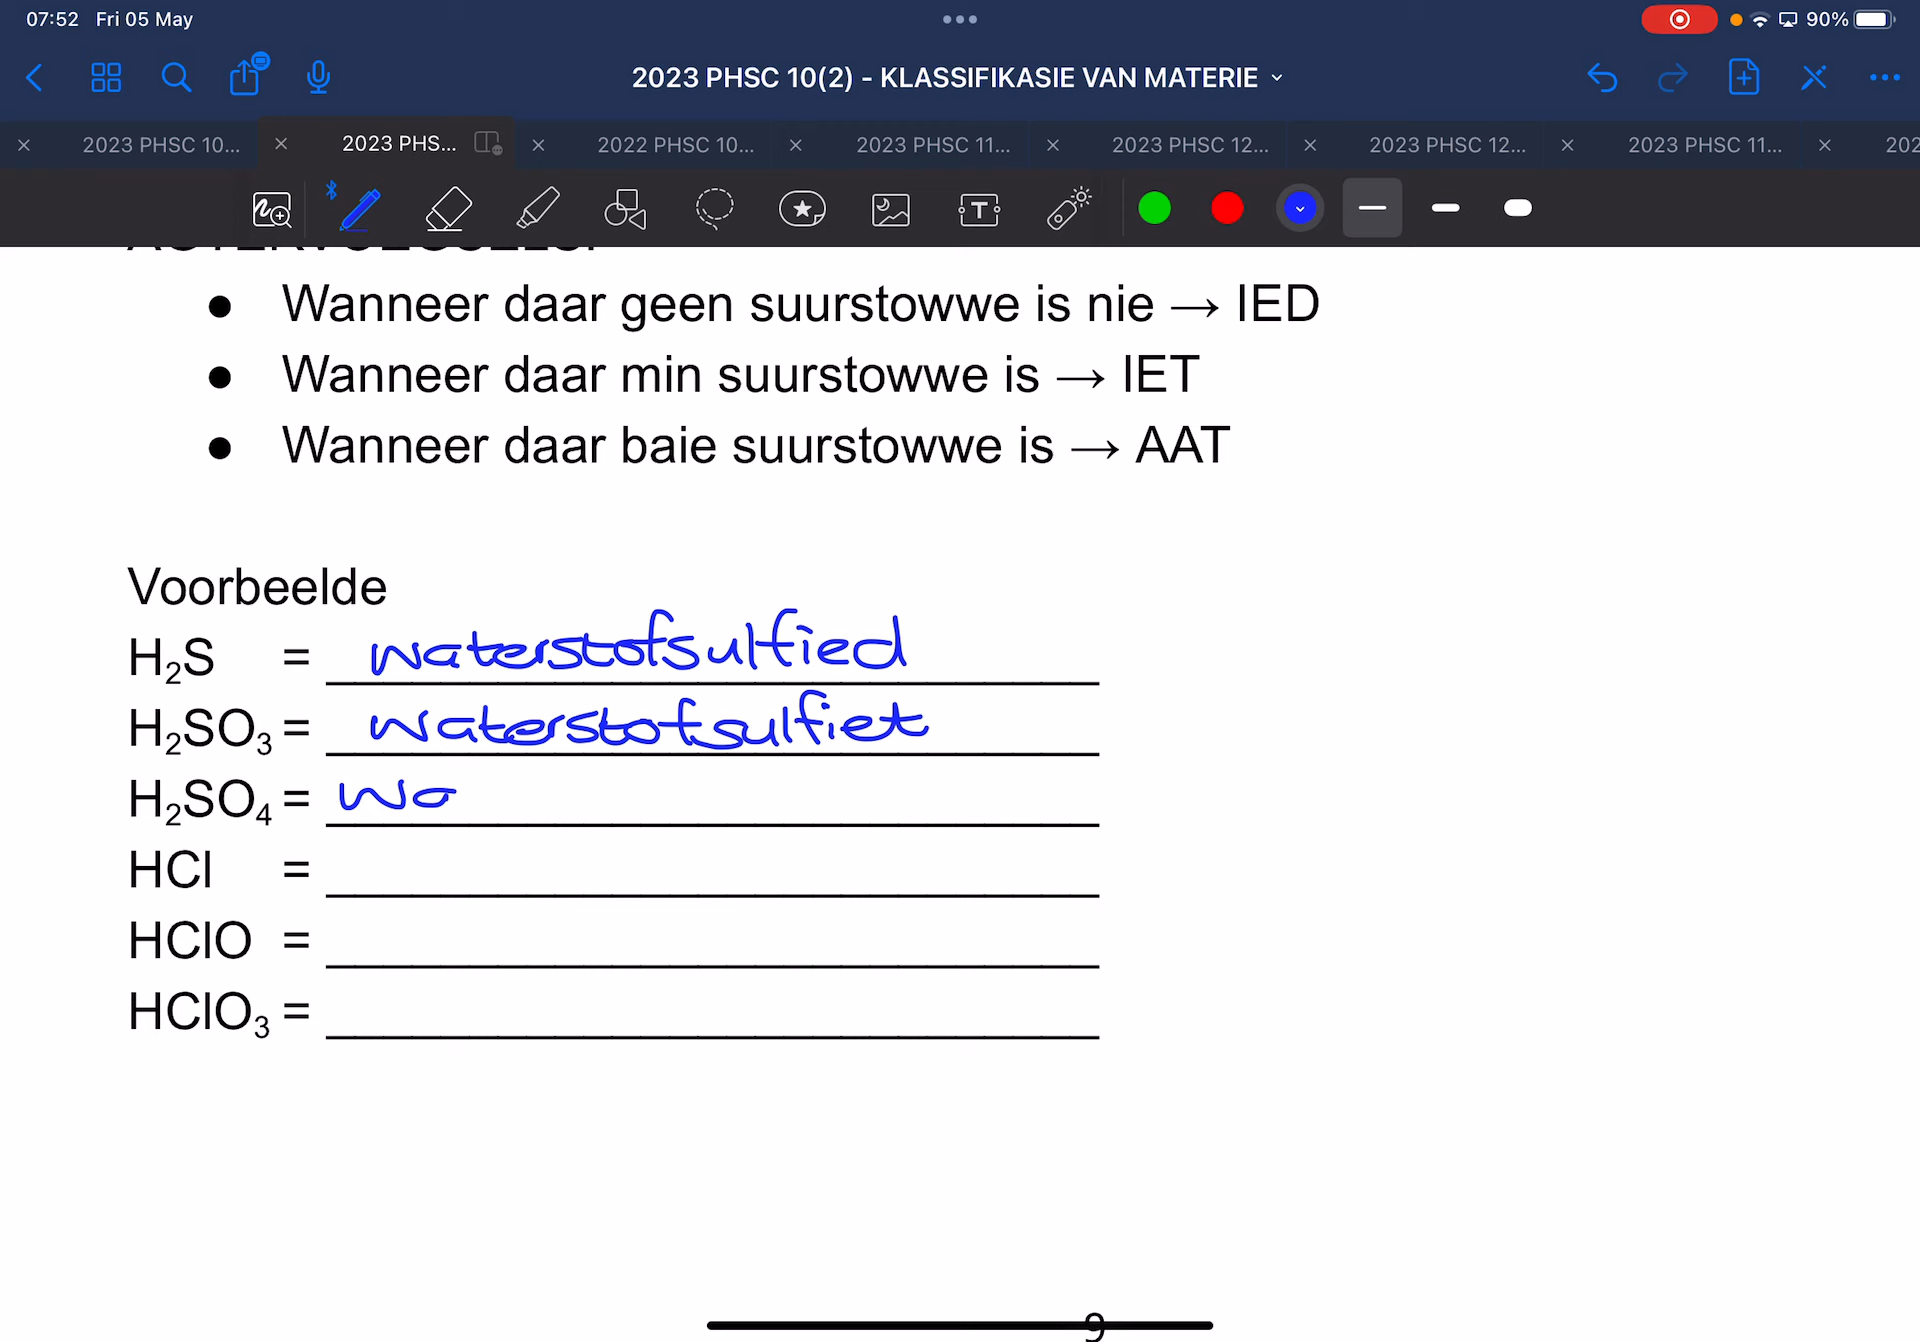 07:52 Fri 05 May
90%
2023 PHSC 10(2) - KLASSIFIKASIE VAN MATERIE
2023 PHSC 10... 2023 PHS... 2022 PHSC 10... 2023 PHSC 11... 2023 PHSC 12... 2023 PHSC 12... 2023 PHSC 11... 202
T
● Wanneer daar geen suurstowwe is nie → IED
● Wanneer daar min suurstowwe is → IET
● Wanneer daar baie suurstowwe is → AAT
Voorbeelde
H₂S = waterstofsulfied
H₂SO₃ = waterstofsulfiet
H₂SO₄ = wa
HCl =
HClO =
HClO₃ =
9